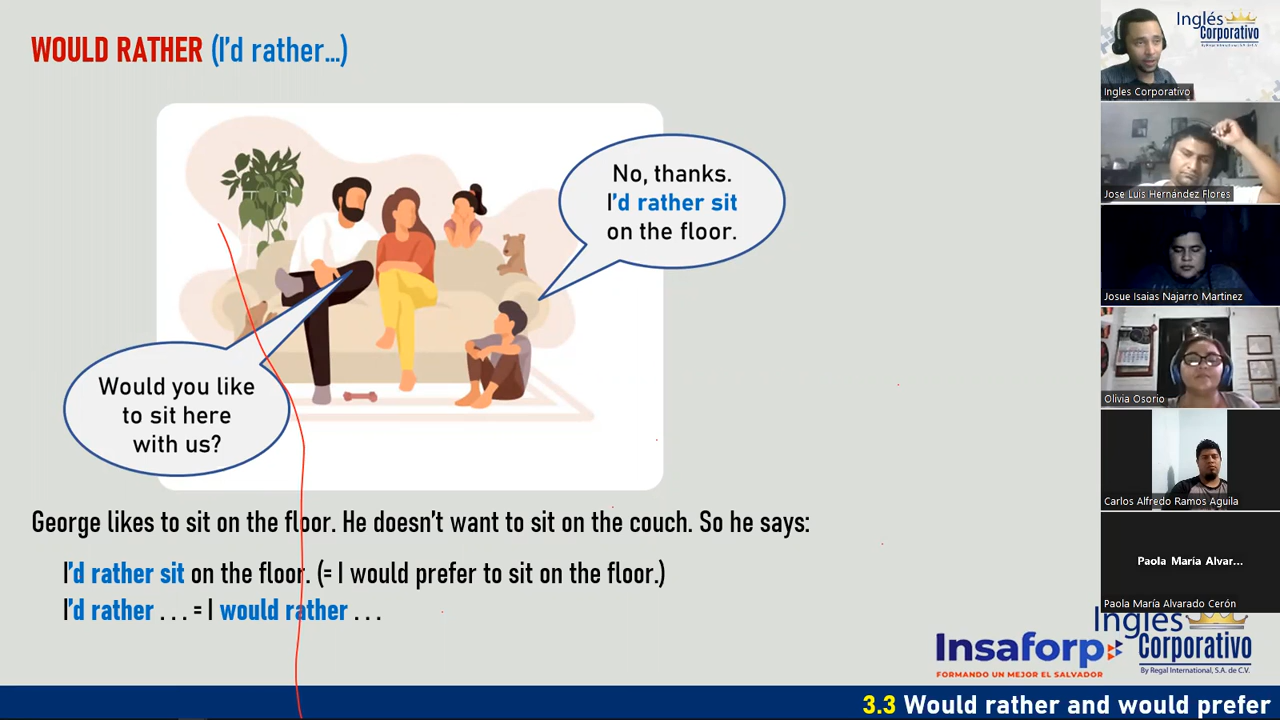 WOULD RATHER (I'd rather...)
No, thanks.
I'd rather sit
on the floor.
Would you like
to sit here
with us?
George likes to sit on the floor. He doesn't want to sit on the couch. So he says:
I'd rather sit on the floor. (= I would prefer to sit on the floor.)
I'd rather . . . = I would rather . . .
Insaforp
FORMANDO UN MEJOR EL SALVADOR
Inglés
Corporativo
By Regal International, S.A. de C.V.
3.3 Would rather and would prefer
Inglés
Corporativo
Ingles Corporativo
Jose Luis Hernández Flores
Josue Isaias Najarro Martinez
Olivia Osorio
Carlos Alfredo Ramos Aguila
Paola María Alvar...
Paola María Alvarado Cerón